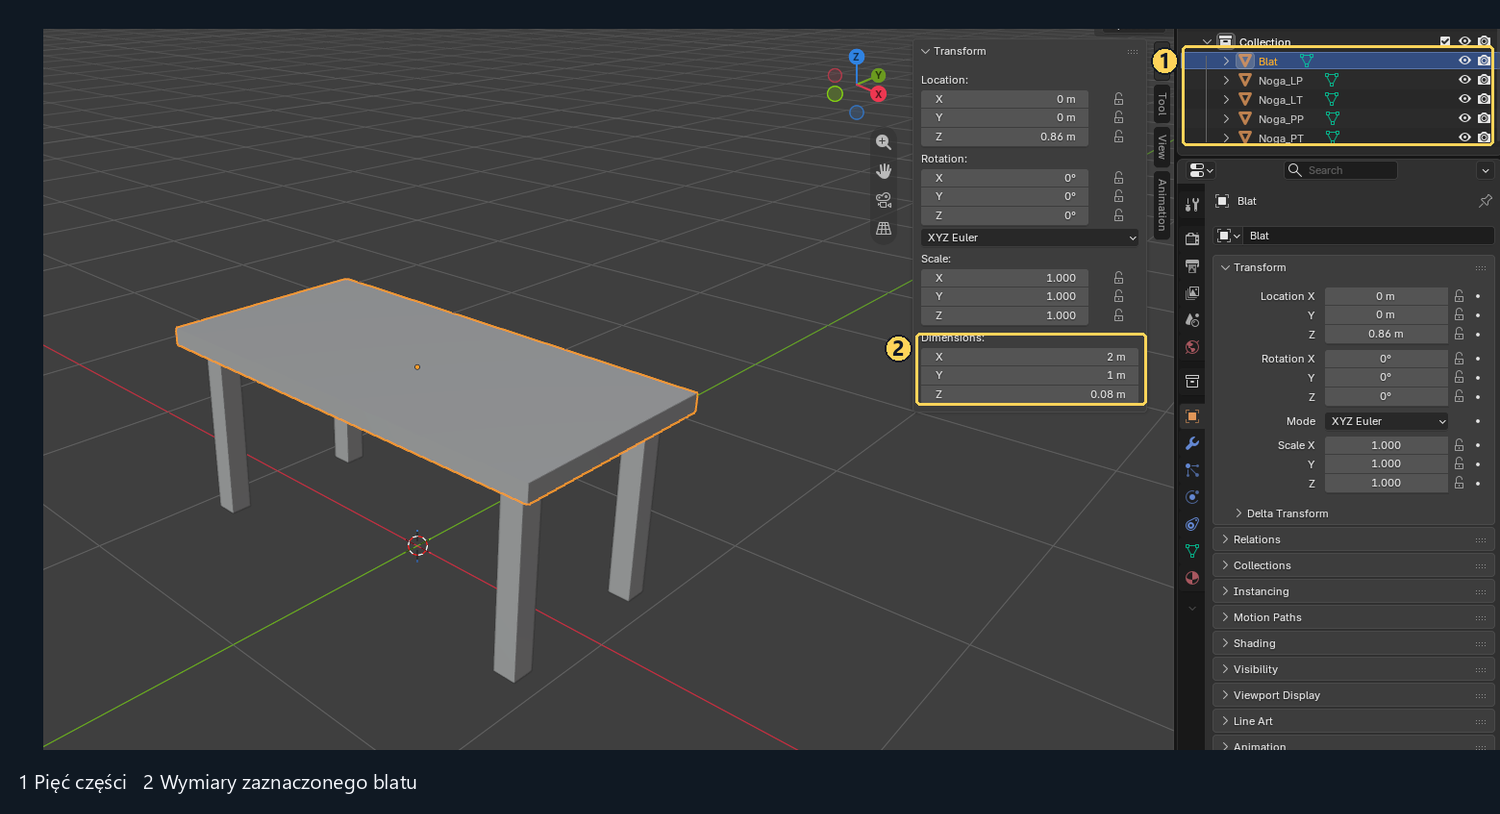 Transform
Location:
X 0 m
Y 0 m
Z 0.86 m
Rotation:
X 0°
Y 0°
Z 0°
XYZ Euler
Scale:
X 1.000
Y 1.000
Z 1.000
Dimensions:
X 2 m
Y 1 m
Z 0.08 m
Z
Y
X
Tool
View
Animation
1
2
Collection
Blat
Noga_LP
Noga_LT
Noga_PP
Noga_PT
Search
Blat
Blat
Transform
Location X 0 m
Y 0 m
Z 0.86 m
Rotation X 0°
Y 0°
Z 0°
Mode XYZ Euler
Scale X 1.000
Y 1.000
Z 1.000
Delta Transform
Relations
Collections
Instancing
Motion Paths
Shading
Visibility
Viewport Display
Line Art
Animation
1 Pięć części 2 Wymiary zaznaczonego blatu